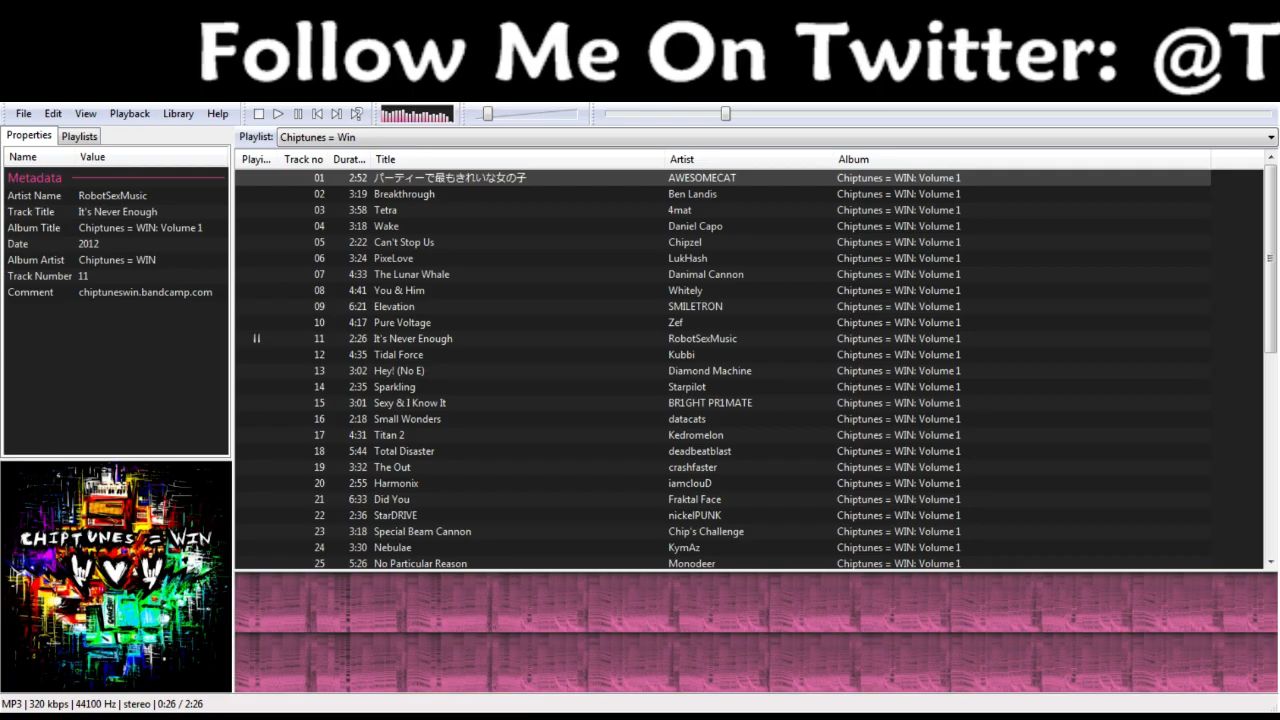 Follow Me On Twitter: @T
File Edit View Playback Library Help
Properties Playlists
Playlist: Chiptunes = Win
Name Value
Metadata
Artist Name RobotSexMusic
Track Title It's Never Enough
Album Title Chiptunes = WIN: Volume 1
Date 2012
Album Artist Chiptunes = WIN
Track Number 11
Comment chiptuneswin.bandcamp.com
Playi... Track no Durat... Title Artist Album
01 2:52 パーティーで最もきれいな女の子 AWESOMECAT Chiptunes = WIN: Volume 1
02 3:19 Breakthrough Ben Landis Chiptunes = WIN: Volume 1
03 3:58 Tetra 4mat Chiptunes = WIN: Volume 1
04 3:18 Wake Daniel Capo Chiptunes = WIN: Volume 1
05 2:22 Can't Stop Us Chipzel Chiptunes = WIN: Volume 1
06 3:24 PixeLove LukHash Chiptunes = WIN: Volume 1
07 4:33 The Lunar Whale Danimal Cannon Chiptunes = WIN: Volume 1
08 4:41 You & Him Whitely Chiptunes = WIN: Volume 1
09 6:21 Elevation SMILETRON Chiptunes = WIN: Volume 1
10 4:17 Pure Voltage Zef Chiptunes = WIN: Volume 1
11 2:26 It's Never Enough RobotSexMusic Chiptunes = WIN: Volume 1
12 4:35 Tidal Force Kubbi Chiptunes = WIN: Volume 1
13 3:02 Hey! (No E) Diamond Machine Chiptunes = WIN: Volume 1
14 2:35 Sparkling Starpilot Chiptunes = WIN: Volume 1
15 3:01 Sexy & I Know It BR1GHT PR1MATE Chiptunes = WIN: Volume 1
16 2:18 Small Wonders datacats Chiptunes = WIN: Volume 1
17 4:31 Titan 2 Kedromelon Chiptunes = WIN: Volume 1
18 5:44 Total Disaster deadbeatblast Chiptunes = WIN: Volume 1
19 3:32 The Out crashfaster Chiptunes = WIN: Volume 1
20 2:55 Harmonix iamclouD Chiptunes = WIN: Volume 1
21 6:33 Did You Fraktal Face Chiptunes = WIN: Volume 1
22 2:36 StarDRIVE nickelPUNK Chiptunes = WIN: Volume 1
23 3:18 Special Beam Cannon Chip's Challenge Chiptunes = WIN: Volume 1
24 3:30 Nebulae KymAz Chiptunes = WIN: Volume 1
25 5:26 No Particular Reason Monodeer Chiptunes = WIN: Volume 1
CHIPTUNES = WIN
MP3 | 320 kbps | 44100 Hz | stereo | 0:26 / 2:26